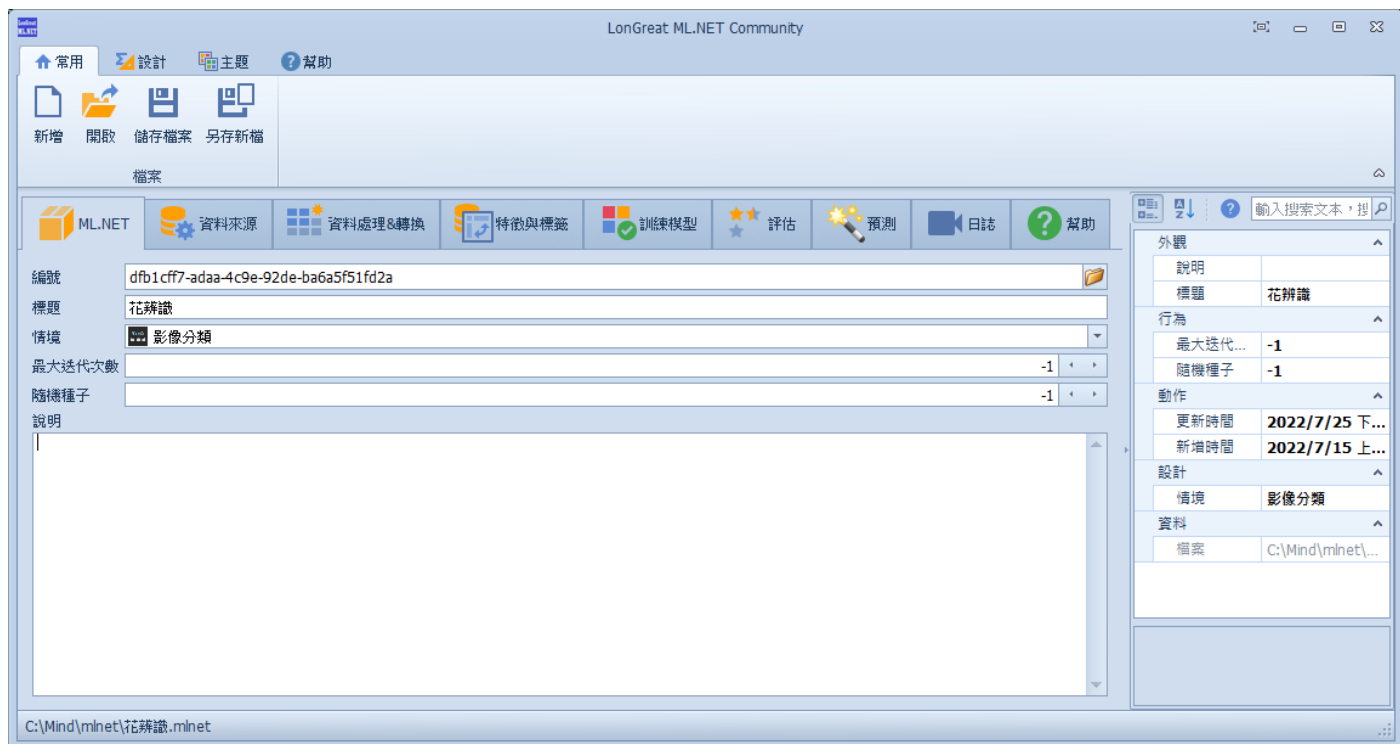 LonGreat ML.NET Community
常用 設計 主題 幫助
新增 開啟 儲存檔案 另存新檔
檔案
ML.NET 資料來源 資料處理&轉換 特徵與標籤 訓練模型 評估 預測 日誌 幫助
編號 dfb1cff7-adaa-4c9e-92de-ba6a5f51fd2a
標題 花辨識
情境 影像分類
最大迭代次數 -1
隨機種子 -1
說明
C:\Mind\mlnet\花辨識.mlnet
輸入搜索文本，搜
外觀
說明
標題 花辨識
行為
最大迭代... -1
隨機種子 -1
動作
更新時間 2022/7/25 下...
新增時間 2022/7/15 上...
設計
情境 影像分類
資料
檔案 C:\Mind\mlnet\...